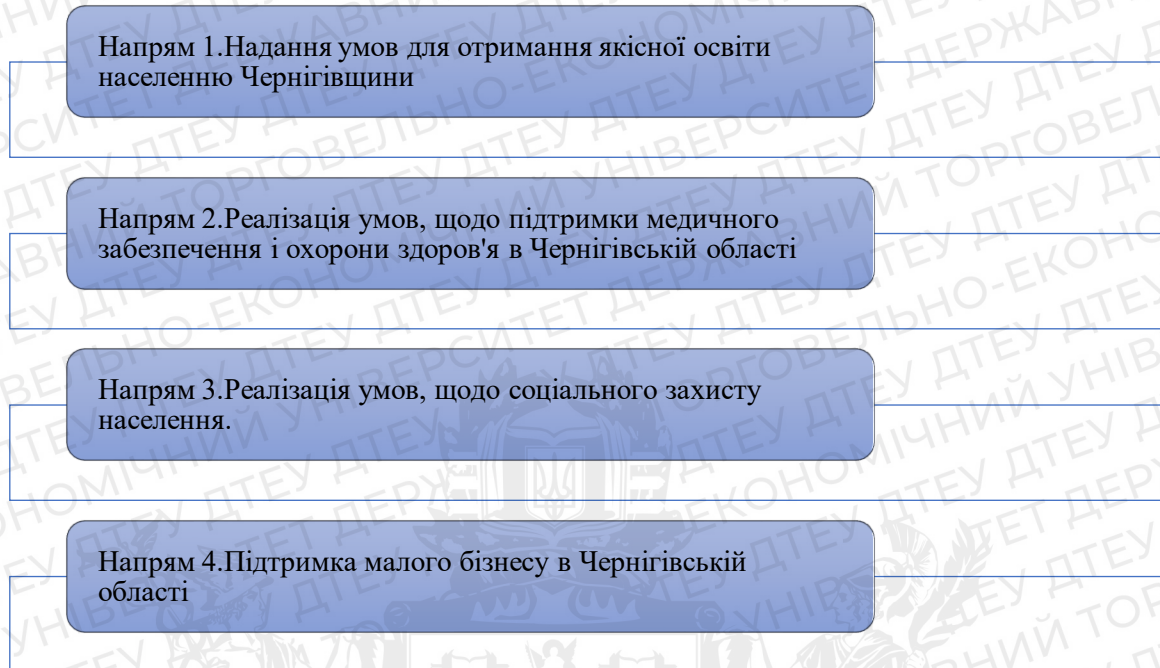 Напрям 1.Надання умов для отримання якісної освіти
населенню Чернігівщини
Напрям 2.Реалізація умов, щодо підтримки медичного
забезпечення і охорони здоров'я в Чернігівській області
Напрям 3.Реалізація умов, щодо соціального захисту
населення.
Напрям 4.Підтримка малого бізнесу в Чернігівській
області